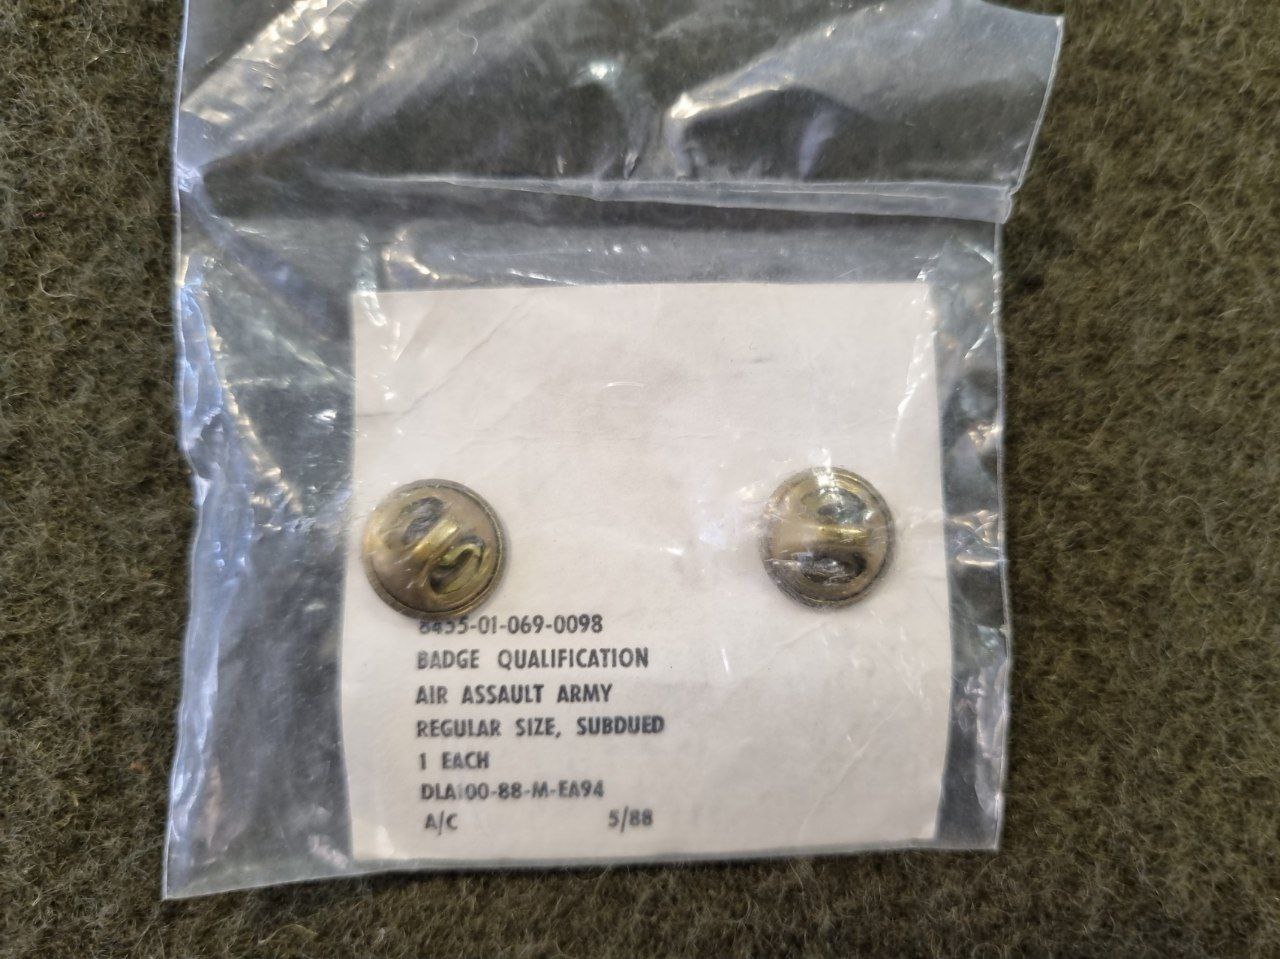 8455-01-069-0098
BADGE QUALIFICATION
AIR ASSAULT ARMY
REGULAR SIZE, SUBDUED
1 EACH
DLA100-88-M-EA94
A/C 5/88